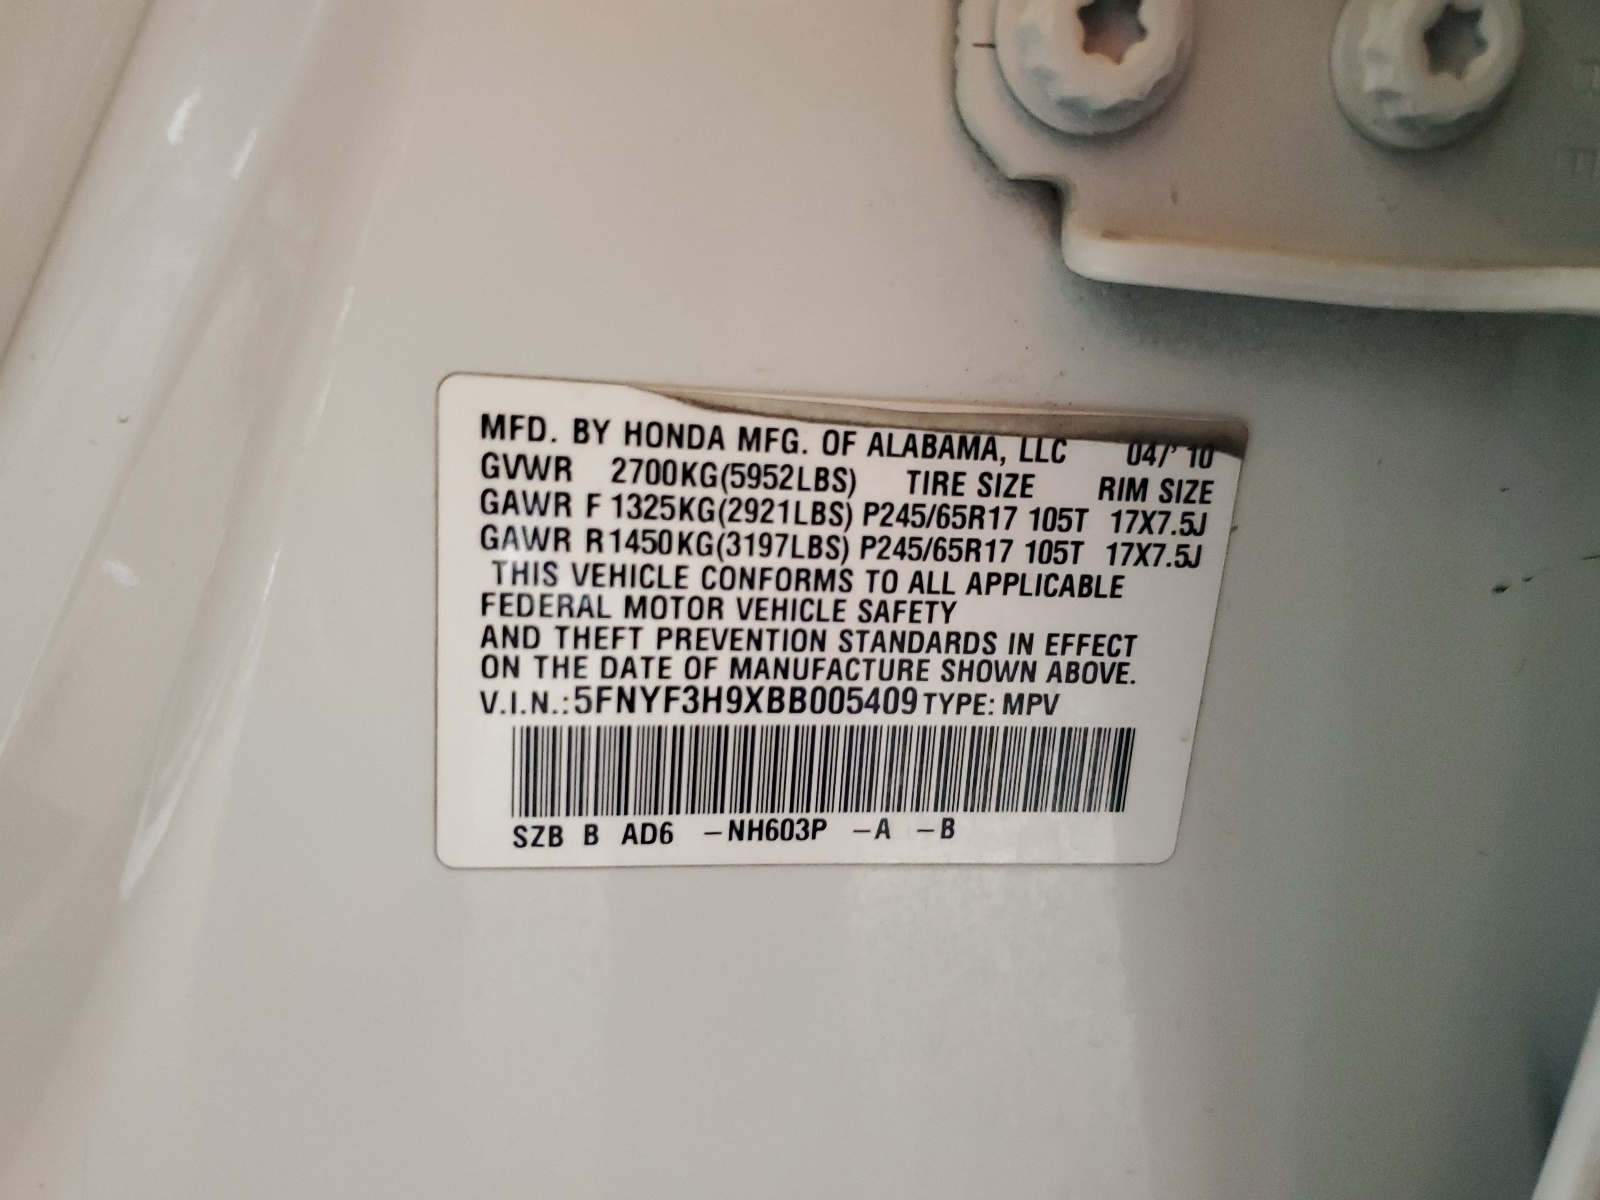 MFD. BY HONDA MFG. OF ALABAMA, LLC 04/' 10
GVWR 2700KG(5952LBS) TIRE SIZE RIM SIZE
GAWR F 1325KG(2921LBS) P245/65R17 105T 17X7.5J
GAWR R1450KG(3197LBS) P245/65R17 105T 17X7.5J
THIS VEHICLE CONFORMS TO ALL APPLICABLE
FEDERAL MOTOR VEHICLE SAFETY
AND THEFT PREVENTION STANDARDS IN EFFECT
ON THE DATE OF MANUFACTURE SHOWN ABOVE.
V.I.N.:5FNYF3H9XBB005409 TYPE: MPV
SZB B AD6 -NH603P -A -B